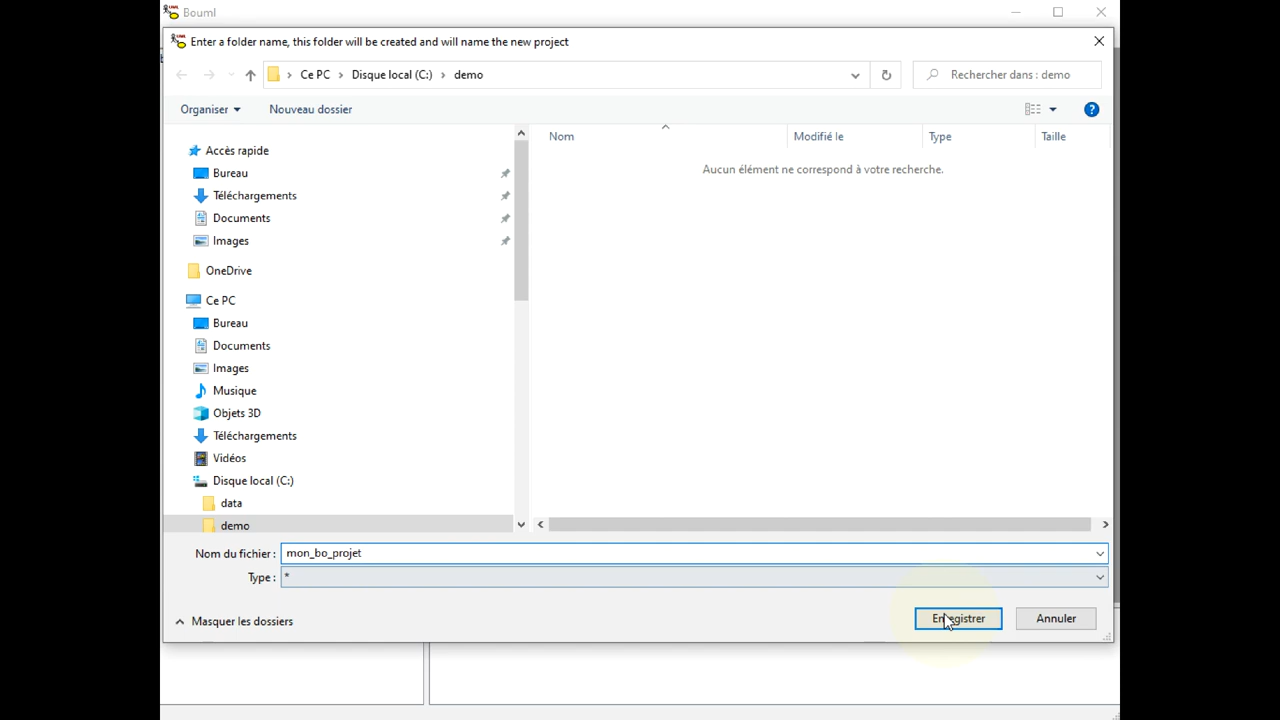 Bouml
Enter a folder name, this folder will be created and will name the new project
Ce PC > Disque local (C:) > demo
Rechercher dans : demo
Organiser
Nouveau dossier
Nom
Modifié le
Type
Taille
Aucun élément ne correspond à votre recherche.
Accès rapide
Bureau
Téléchargements
Documents
Images
OneDrive
Ce PC
Bureau
Documents
Images
Musique
Objets 3D
Téléchargements
Vidéos
Disque local (C:)
data
demo
Nom du fichier : mon_bo_projet
Type : *
Masquer les dossiers
Enregistrer
Annuler